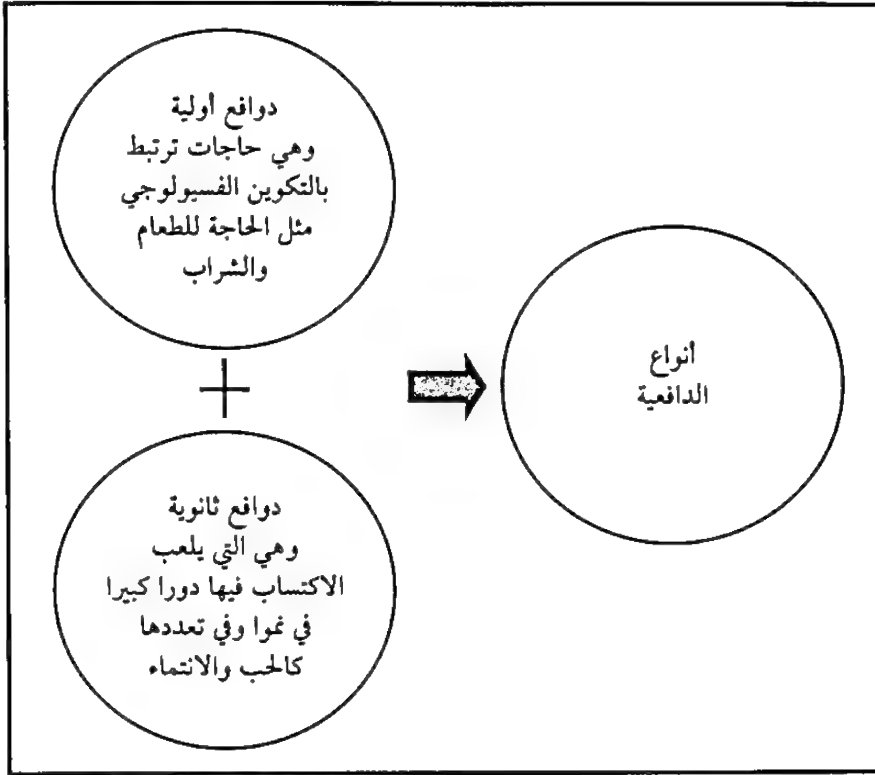 دوافع أولية
وهي حاجات ترتبط
بالتكوين الفسيولوجي
مثل الحاجة للطعام
والشراب
أنواع
الدافعية
دوافع ثانوية
وهي التي يلعب
الاكتساب فيها دورا كبيرا
في نموا وفي تعددها
كالحب والانتماء